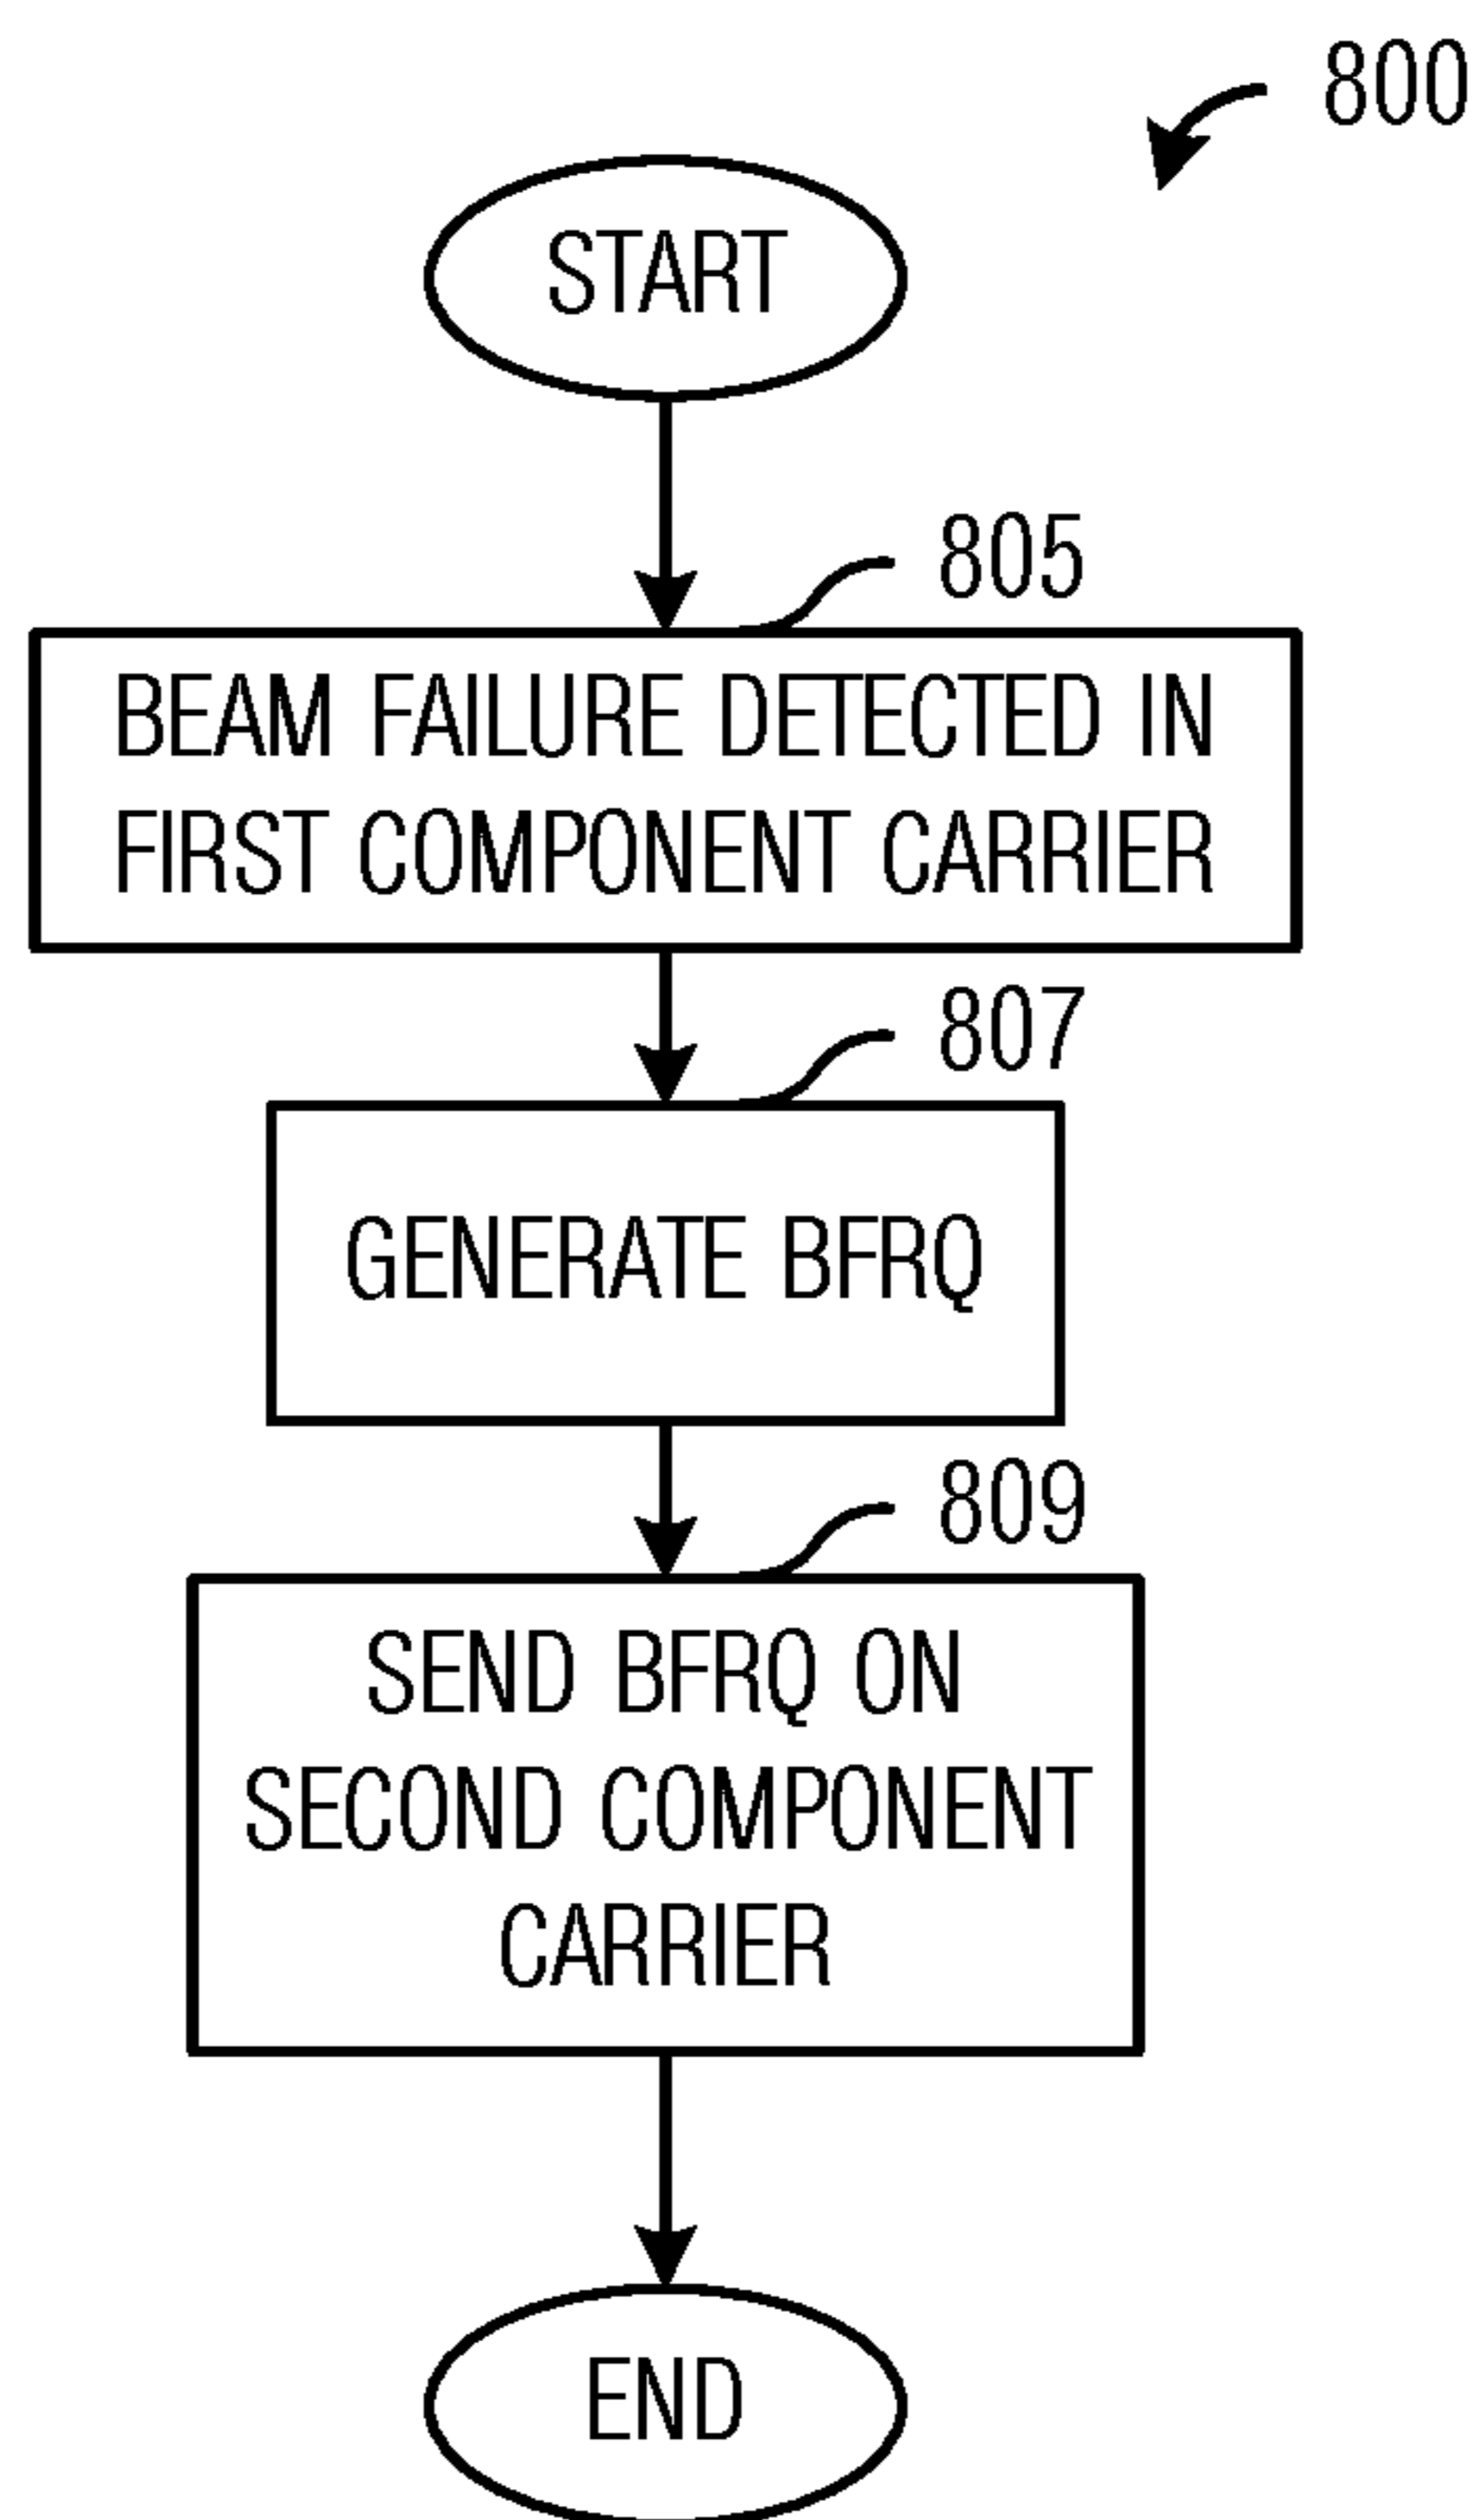 800
START
805
BEAM FAILURE DETECTED IN
FIRST COMPONENT CARRIER
807
GENERATE BFRQ
809
SEND BFRQ ON
SECOND COMPONENT
CARRIER
END